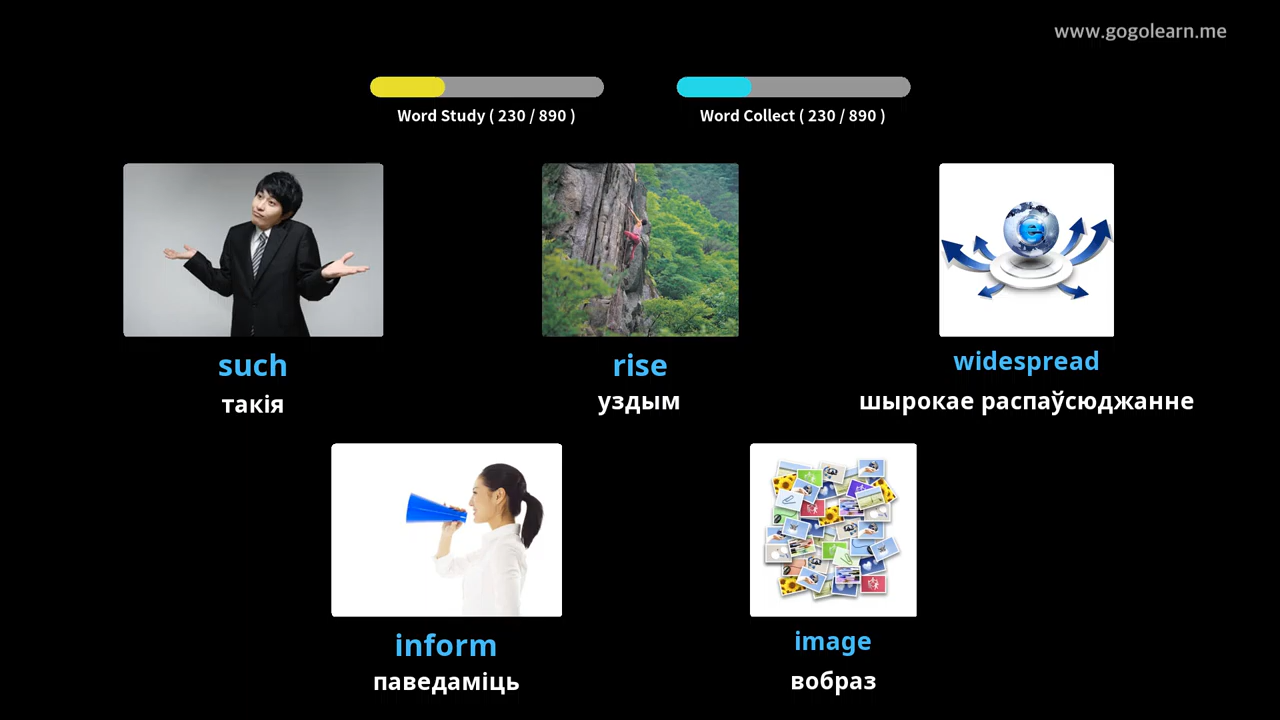 www.gogolearn.me
Word Study ( 230 / 890 )
Word Collect ( 230 / 890 )
such
такія
rise
уздым
widespread
шырокае распаўсюджанне
inform
паведаміць
image
вобраз